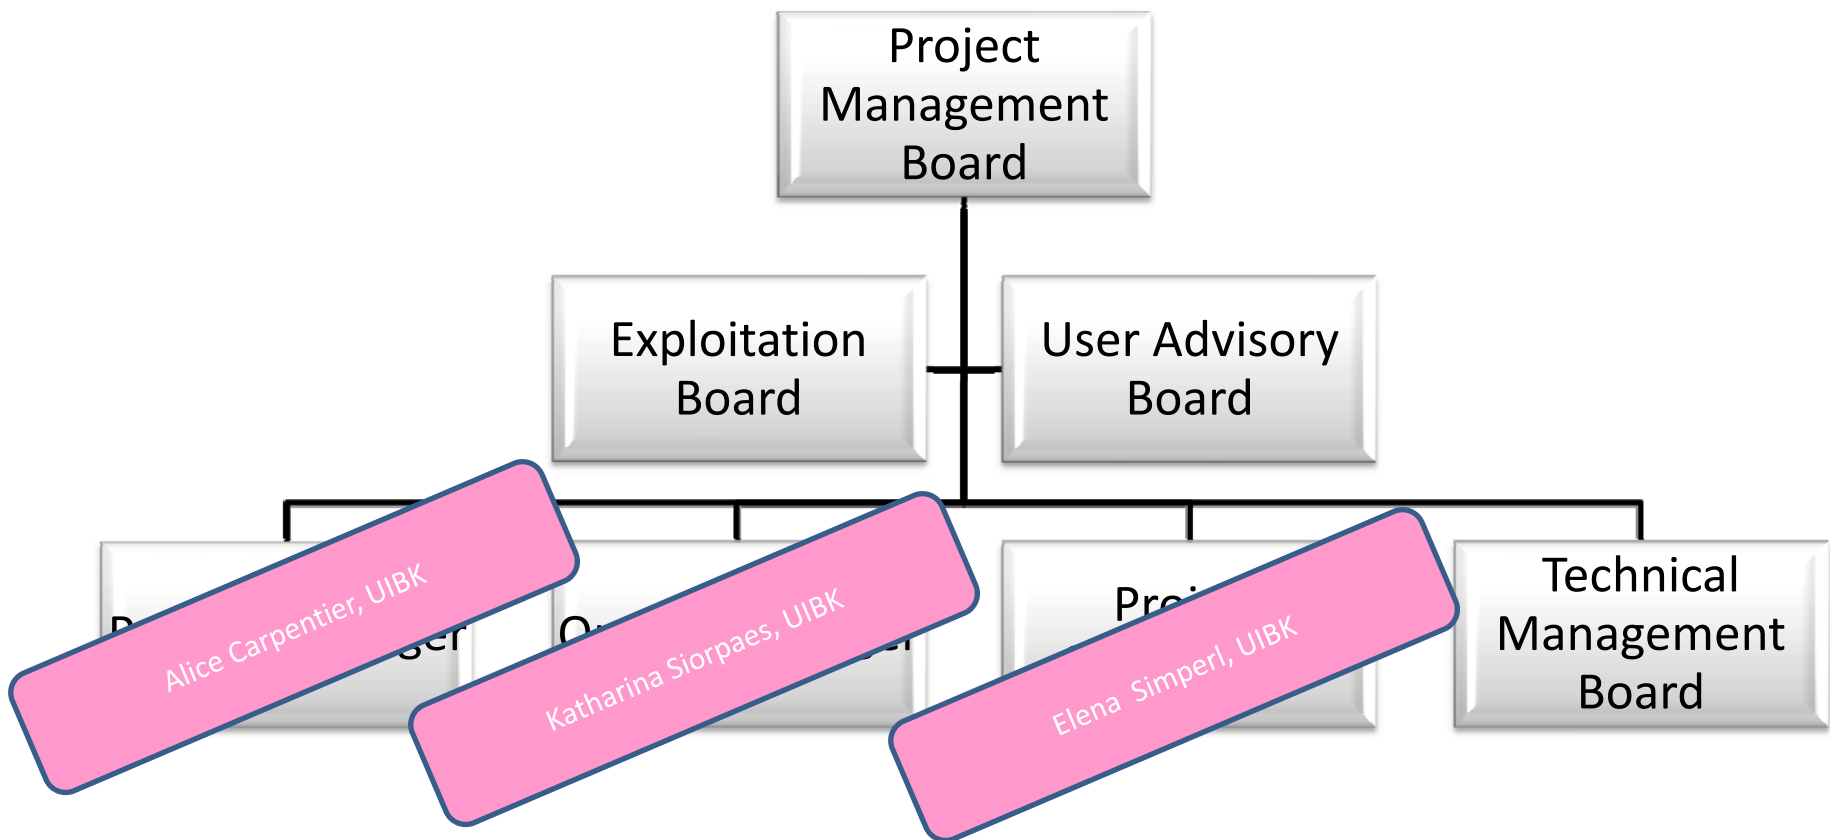 Project
Management
Board
Exploitation
Board
User Advisory
Board
Alice Carpentier, UIBK
Katharina Siorpaes, UIBK
Elena Simperl, UIBK
Technical
Management
Board